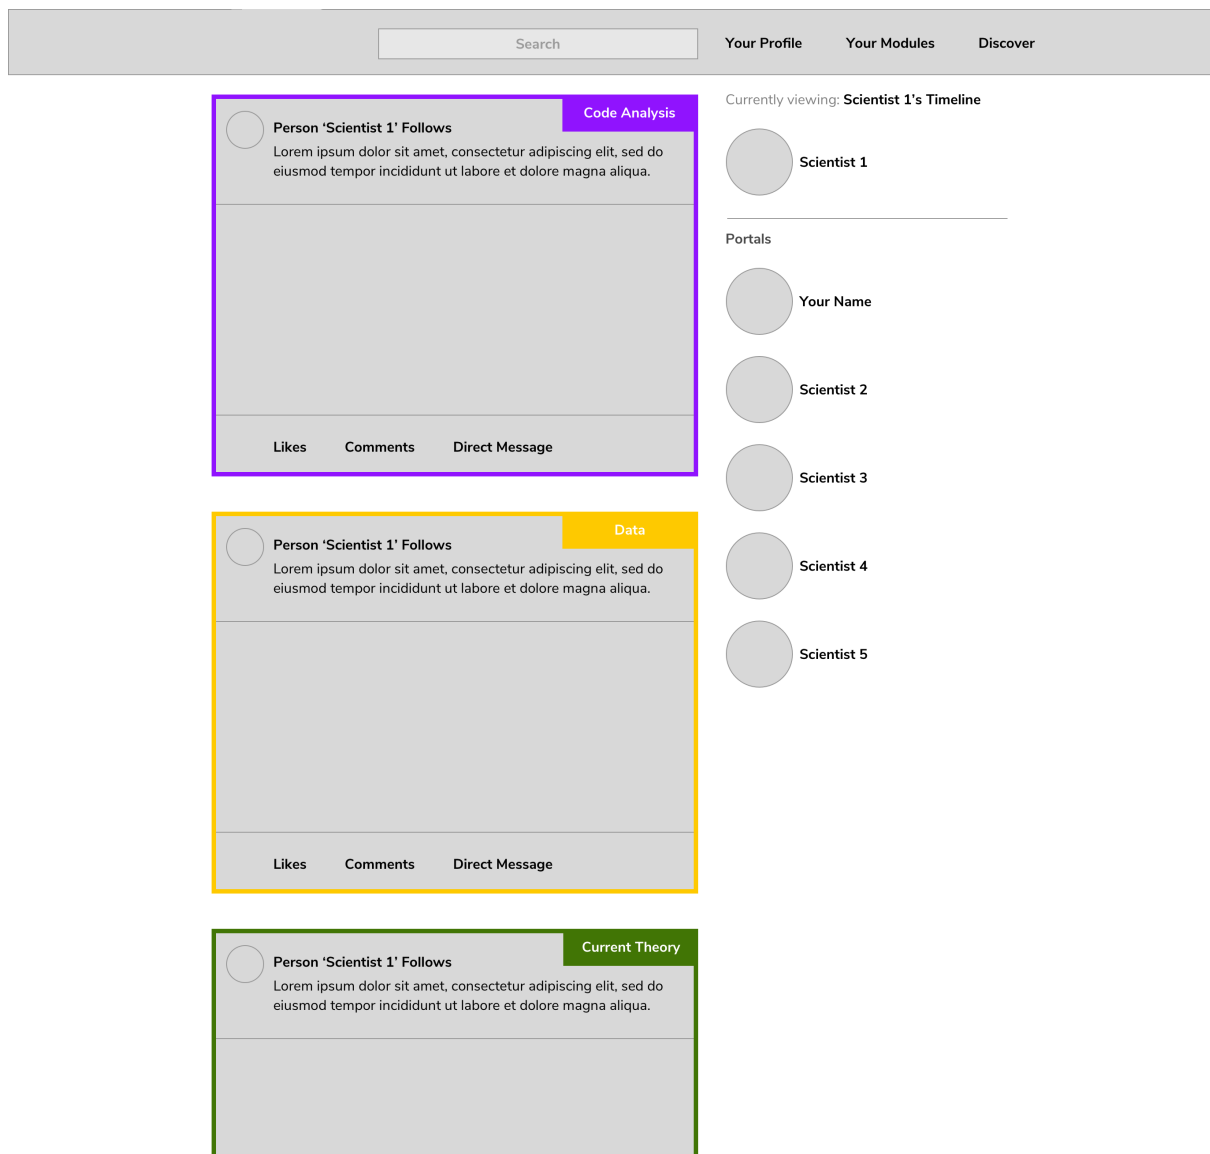 Search
Your Profile
Your Modules
Discover
Code Analysis
Person ‘Scientist 1’ Follows
Lorem ipsum dolor sit amet, consectetur adipiscing elit, sed do
eiusmod tempor incididunt ut labore et dolore magna aliqua.
Likes
Comments
Direct Message
Data
Person ‘Scientist 1’ Follows
Lorem ipsum dolor sit amet, consectetur adipiscing elit, sed do
eiusmod tempor incididunt ut labore et dolore magna aliqua.
Likes
Comments
Direct Message
Current Theory
Person ‘Scientist 1’ Follows
Lorem ipsum dolor sit amet, consectetur adipiscing elit, sed do
eiusmod tempor incididunt ut labore et dolore magna aliqua.
Currently viewing: Scientist 1’s Timeline
Scientist 1
Portals
Your Name
Scientist 2
Scientist 3
Scientist 4
Scientist 5